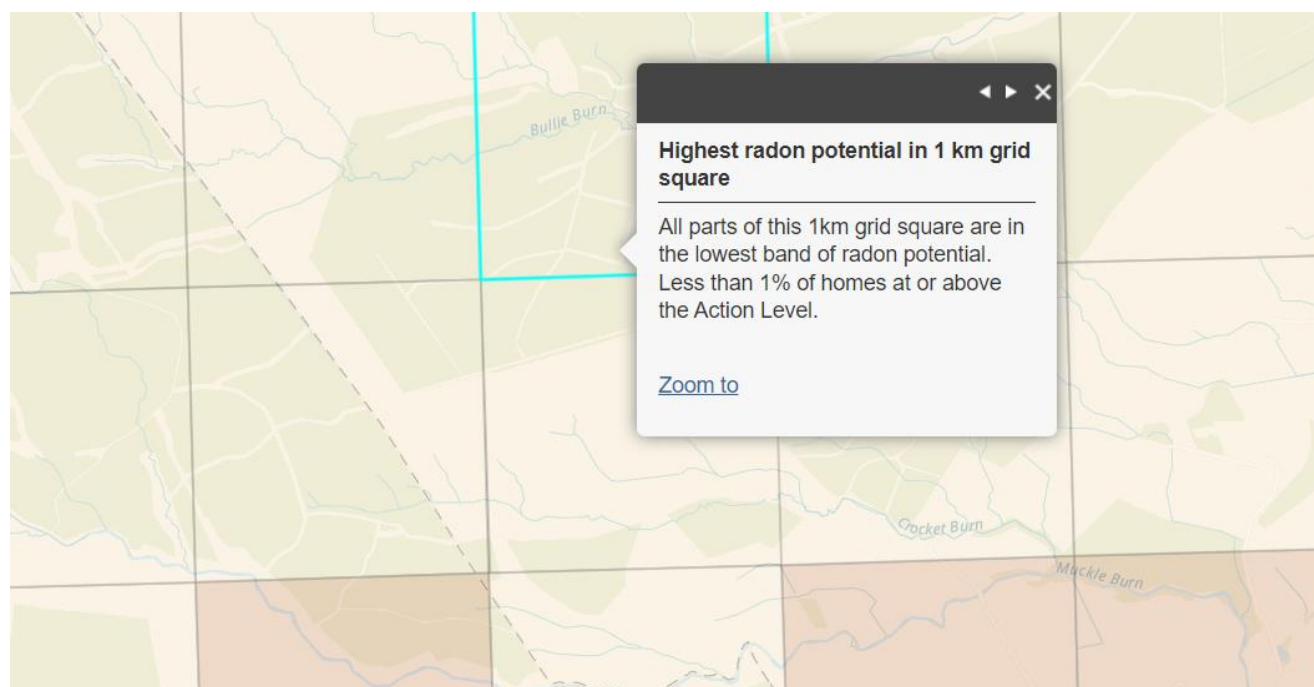 Bullie Burn
Highest radon potential in 1 km grid
square
All parts of this 1km grid square are in
the lowest band of radon potential.
Less than 1% of homes at or above
the Action Level.
Zoom to
Crocket Burn
Muckle Burn